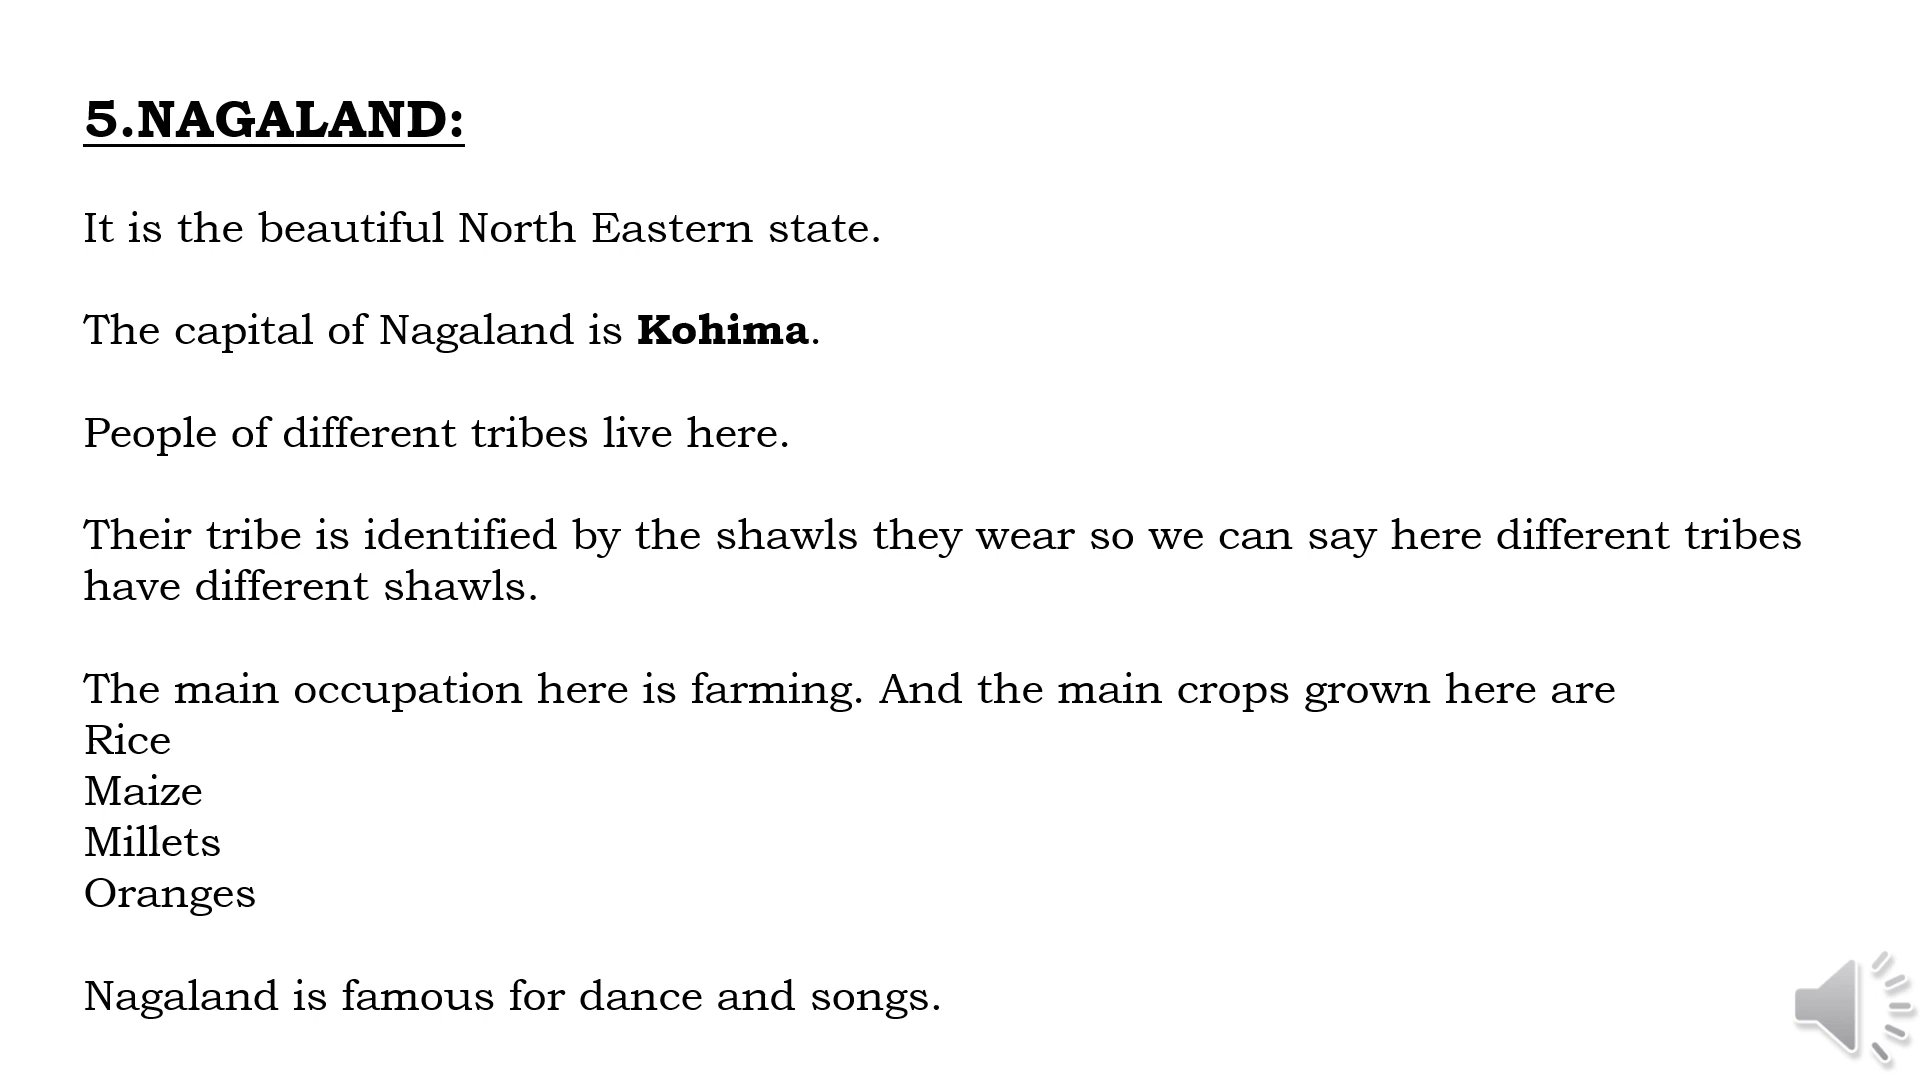 5.NAGALAND:
It is the beautiful North Eastern state.
The capital of Nagaland is Kohima.
People of different tribes live here.
Their tribe is identified by the shawls they wear so we can say here different tribes
have different shawls.
The main occupation here is farming. And the main crops grown here are
Rice
Maize
Millets
Oranges
Nagaland is famous for dance and songs.